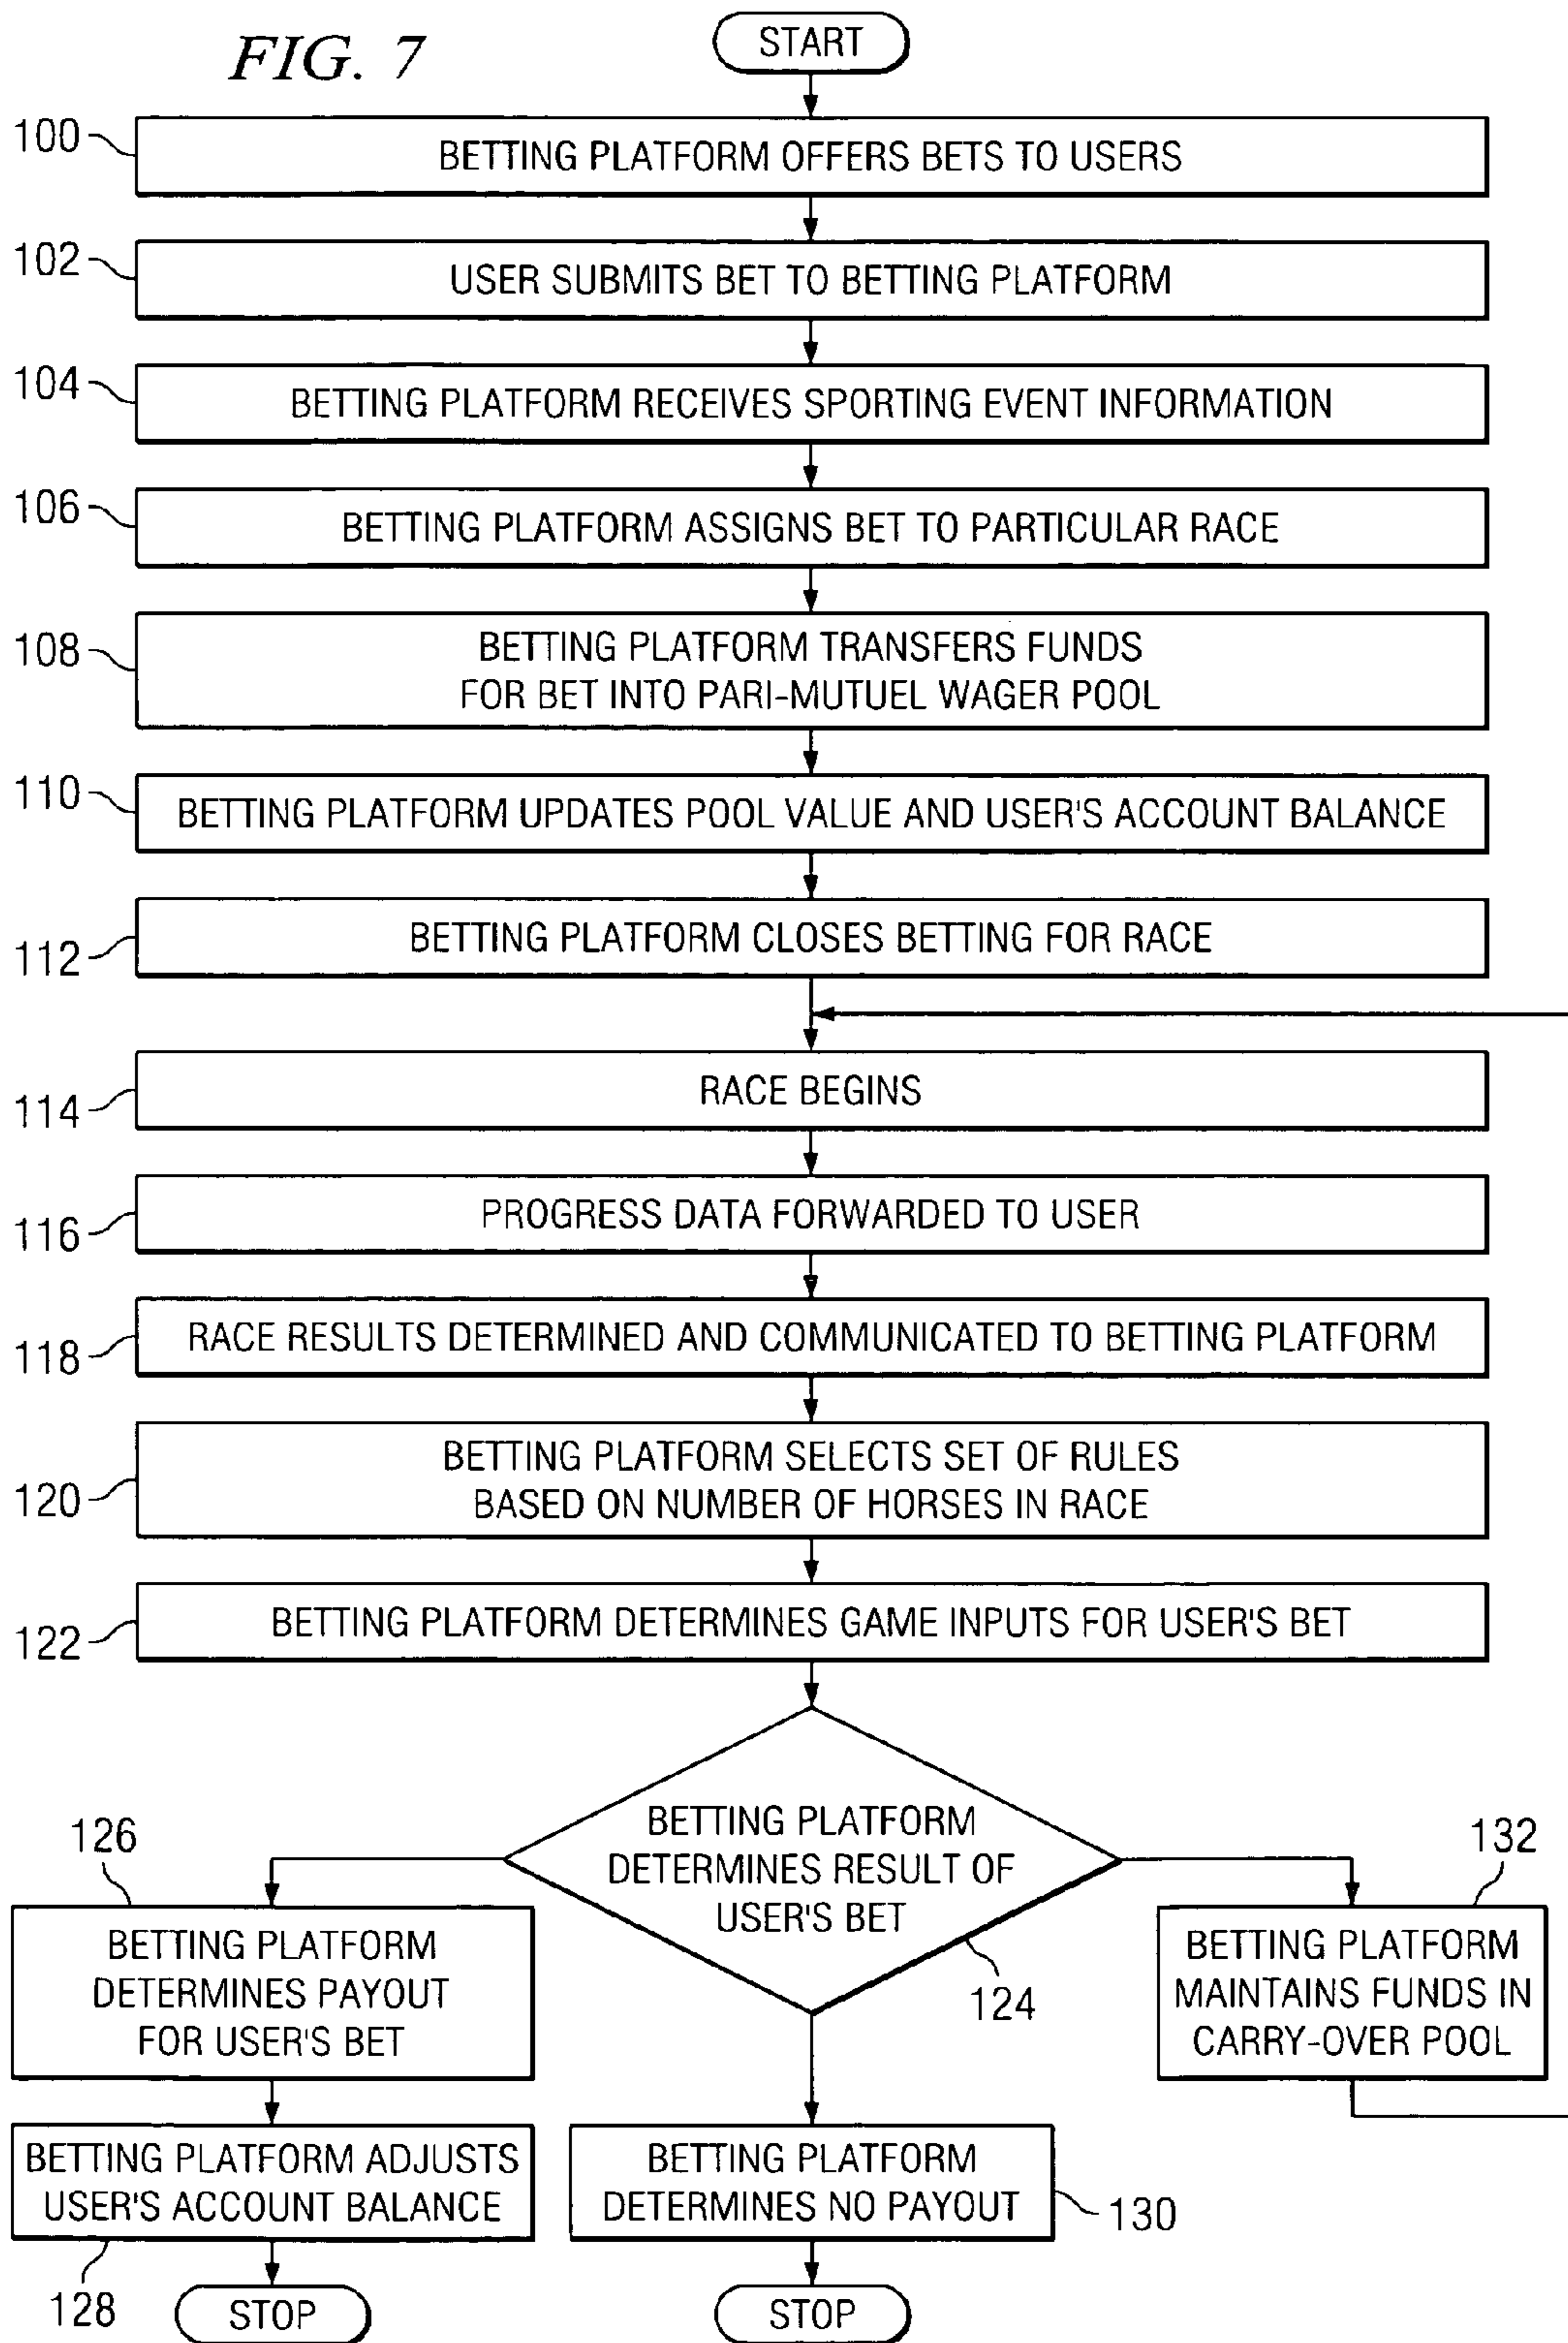 FIG. 7
START
100
BETTING PLATFORM OFFERS BETS TO USERS
102
USER SUBMITS BET TO BETTING PLATFORM
104
BETTING PLATFORM RECEIVES SPORTING EVENT INFORMATION
106
BETTING PLATFORM ASSIGNS BET TO PARTICULAR RACE
108
BETTING PLATFORM TRANSFERS FUNDS
FOR BET INTO PARI-MUTUEL WAGER POOL
110
BETTING PLATFORM UPDATES POOL VALUE AND USER'S ACCOUNT BALANCE
112
BETTING PLATFORM CLOSES BETTING FOR RACE
114
RACE BEGINS
116
PROGRESS DATA FORWARDED TO USER
118
RACE RESULTS DETERMINED AND COMMUNICATED TO BETTING PLATFORM
120
BETTING PLATFORM SELECTS SET OF RULES
BASED ON NUMBER OF HORSES IN RACE
122
BETTING PLATFORM DETERMINES GAME INPUTS FOR USER'S BET
BETTING PLATFORM
DETERMINES RESULT OF
USER'S BET
124
126
BETTING PLATFORM
DETERMINES PAYOUT
FOR USER'S BET
132
BETTING PLATFORM
MAINTAINS FUNDS IN
CARRY-OVER POOL
BETTING PLATFORM ADJUSTS
USER'S ACCOUNT BALANCE
128
STOP
BETTING PLATFORM
DETERMINES NO PAYOUT
130
STOP